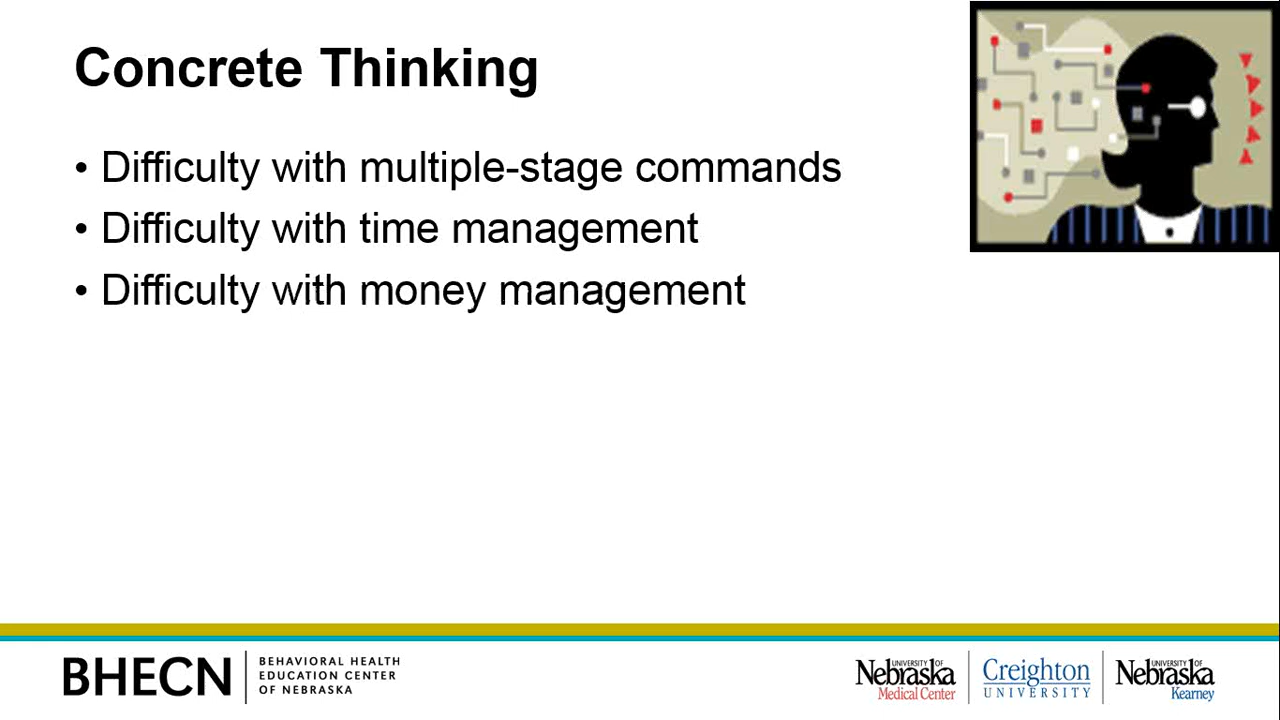 Concrete Thinking
• Difficulty with multiple-stage commands
• Difficulty with time management
• Difficulty with money management
BHECN
BEHAVIORAL HEALTH
EDUCATION CENTER
OF NEBRASKA
UNIVERSITY OF
Nebraska
Medical Center
Creighton
UNIVERSITY
UNIVERSITY OF
Nebraska
Kearney